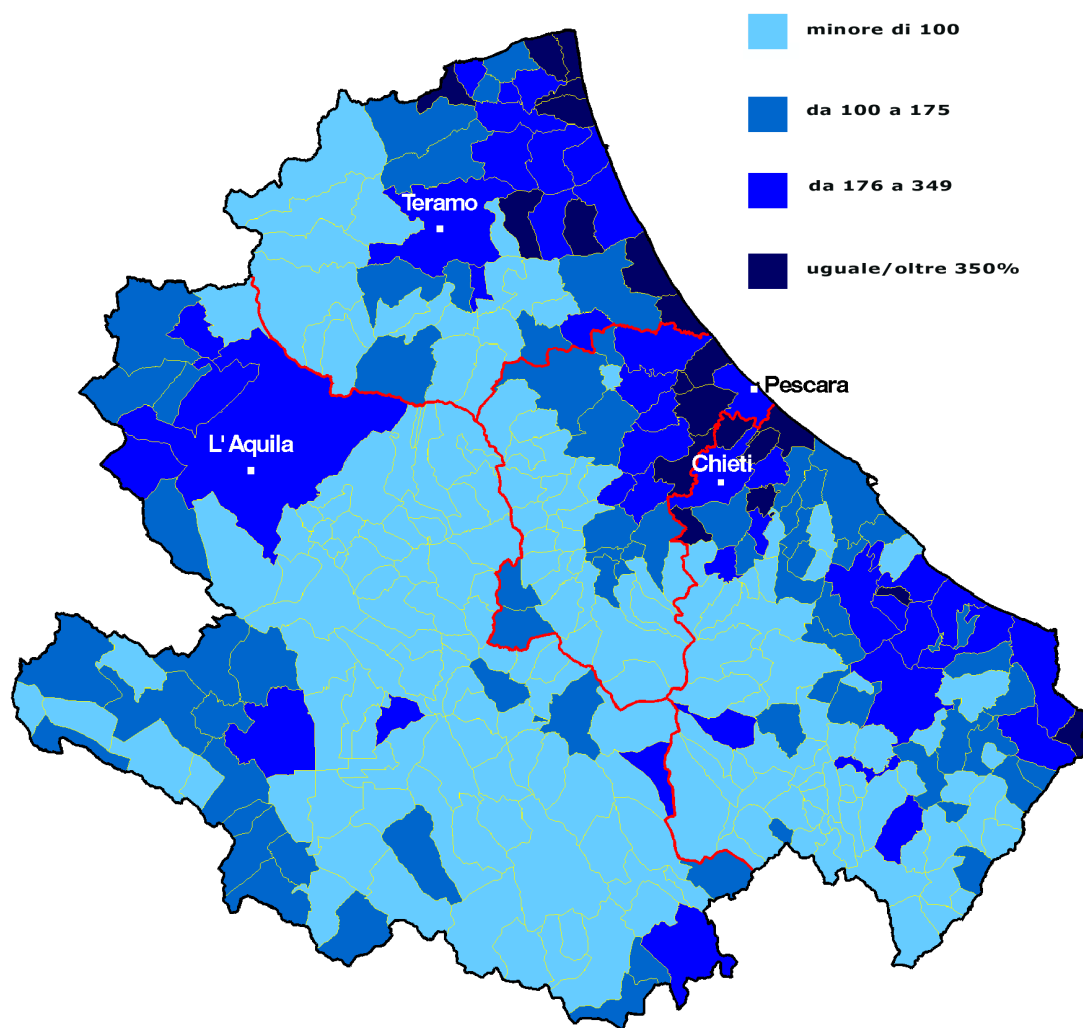 minore di 100
da 100 a 175
da 176 a 349
Teramo
uguale/oltre 350%
Pescara
L'Aquila
Chieti